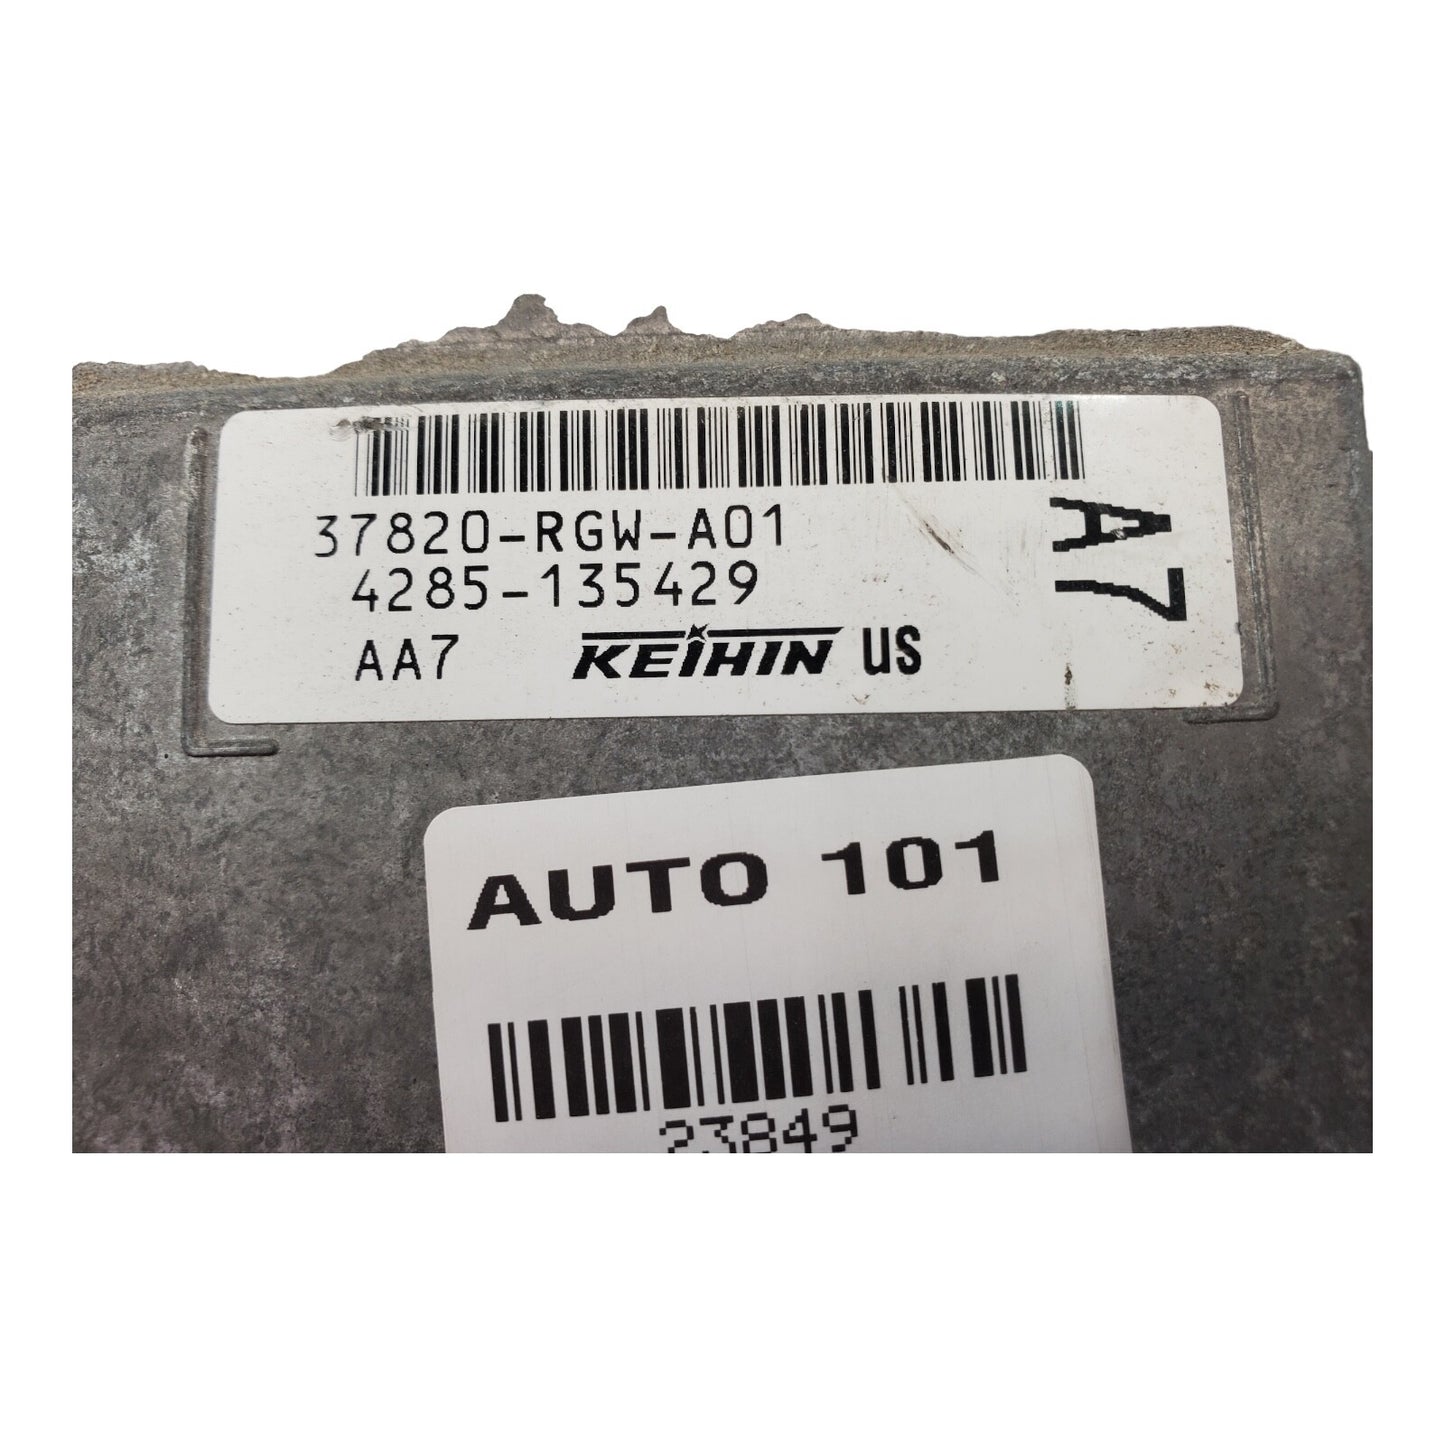 37820-RGW-A01
4285-135429
AA7 KEIHIN US
A7
AUTO 101
23849